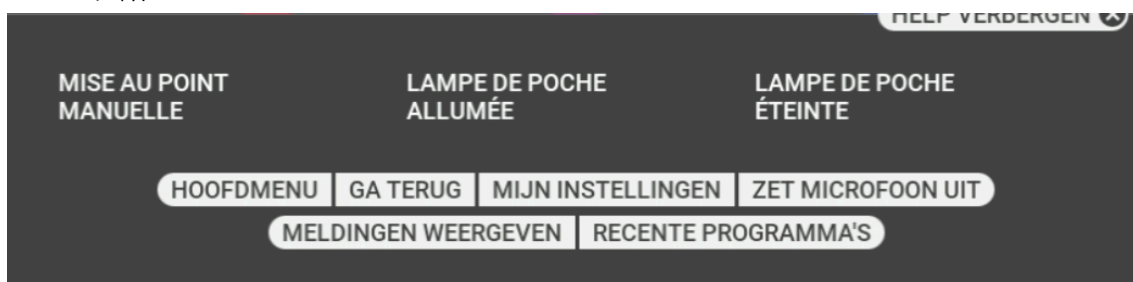 HELP VERBERGEN
MISE AU POINT MANUELLE
LAMPE DE POCHE ALLUMÉE
LAMPE DE POCHE ÉTEINTE
HOOFDMENU GA TERUG MIJN INSTELLINGEN ZET MICROFOON UIT
MELDINGEN WEERGEVEN RECENTE PROGRAMMA'S